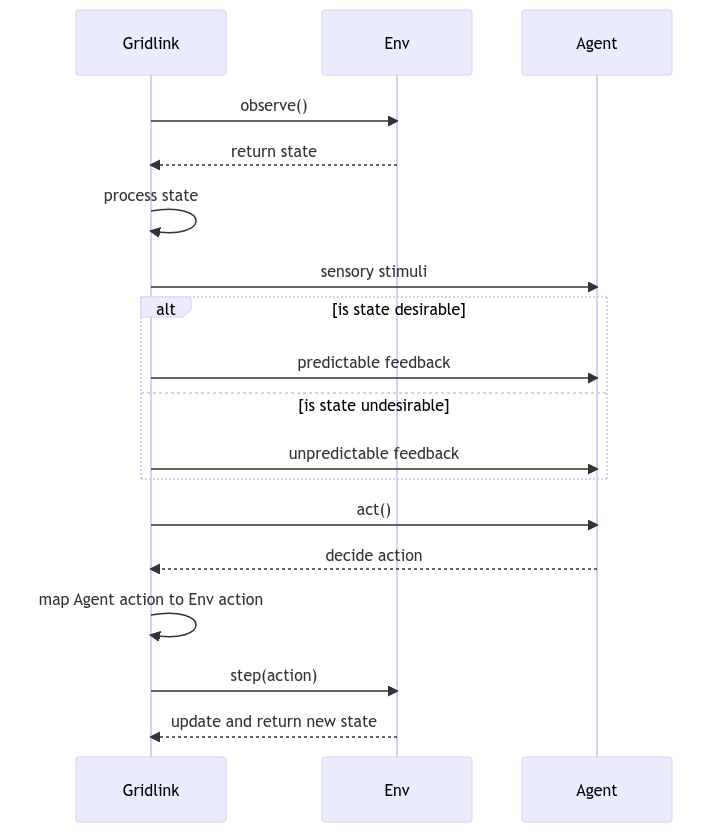 Gridlink
Env
Agent
observe()
return state
process state
sensory stimuli
alt
[is state desirable]
predictable feedback
[is state undesirable]
unpredictable feedback
act()
decide action
map Agent action to Env action
step(action)
update and return new state
Gridlink
Env
Agent